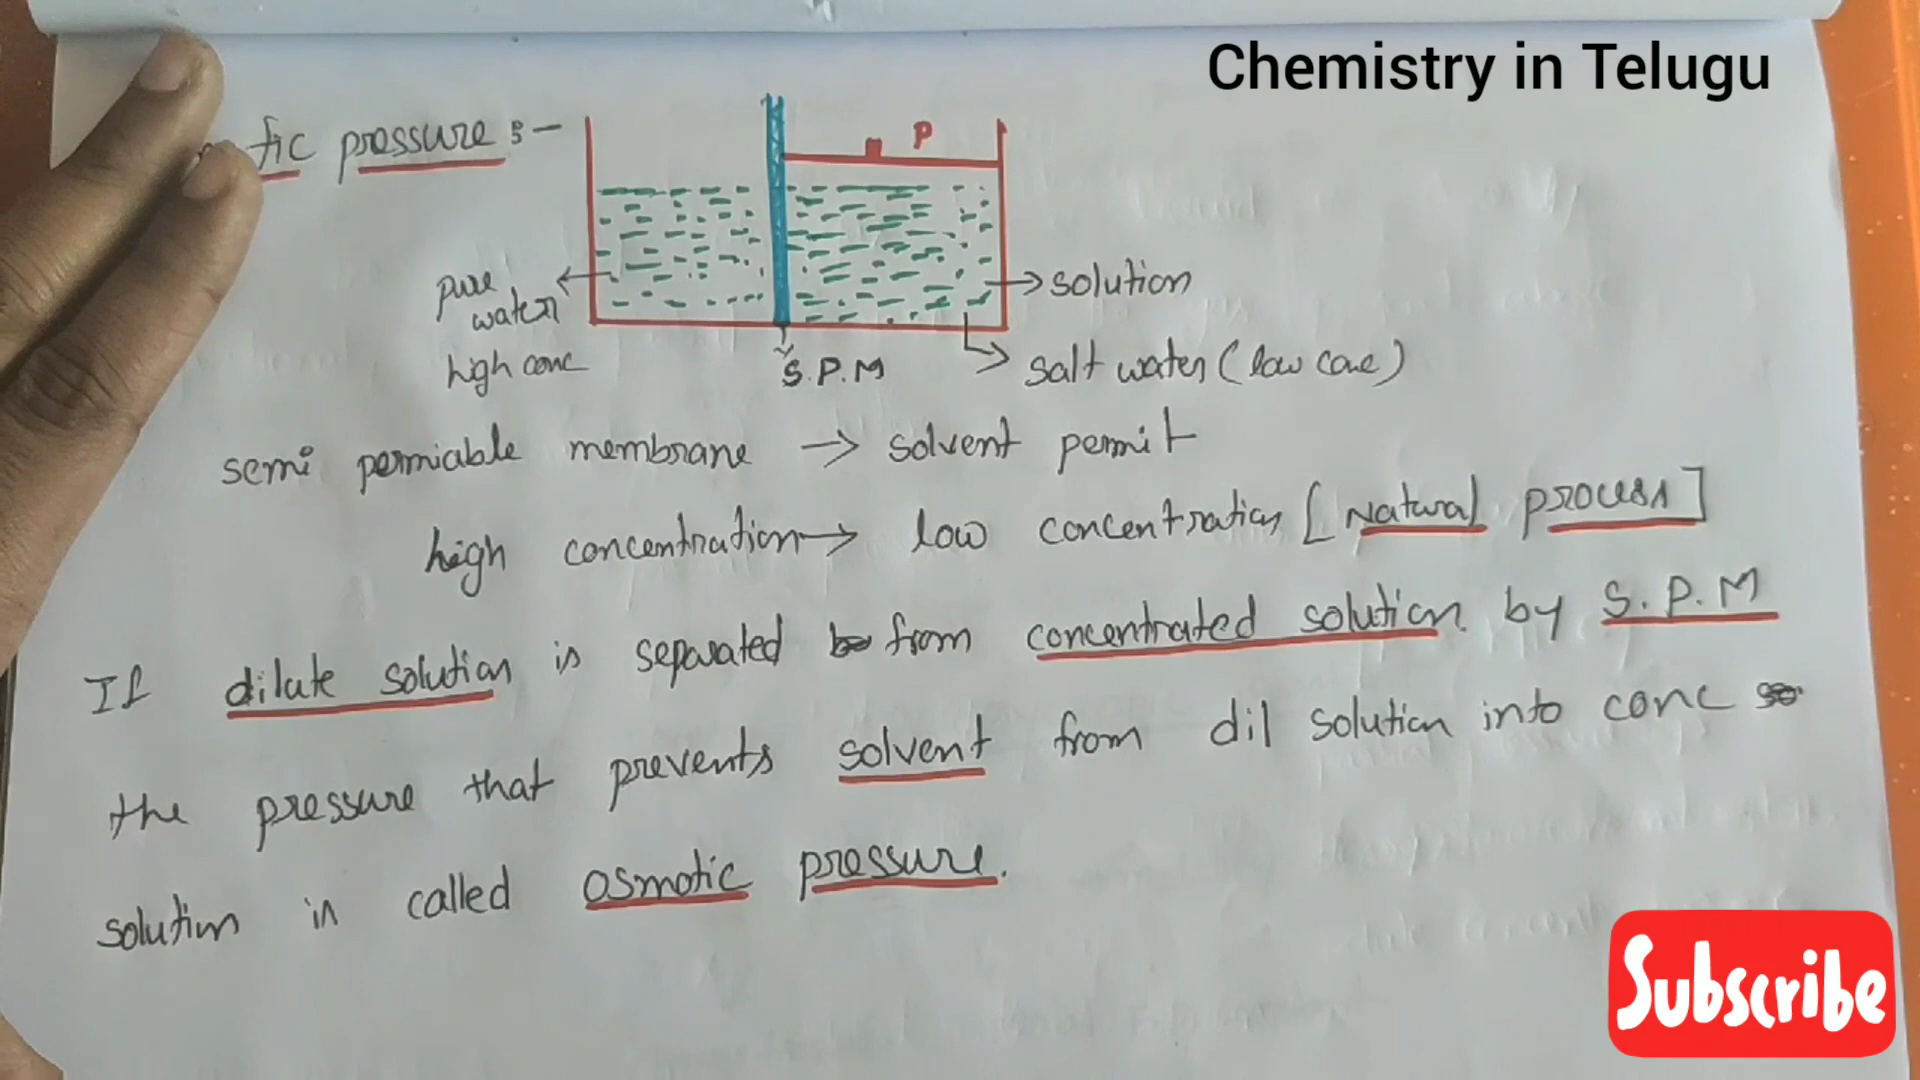 Chemistry in Telugu
tic pressure :-
P
pure
water
high conc
S.P.M
solution
salt water (low conc)
semi permiable membrane → solvent permit
high concentration → low concentration [Natural process]
If dilute solution is separated from concentrated solution by S.P.M
the pressure that prevents solvent from dil solution into conc
solution is called osmotic pressure.
Subscribe